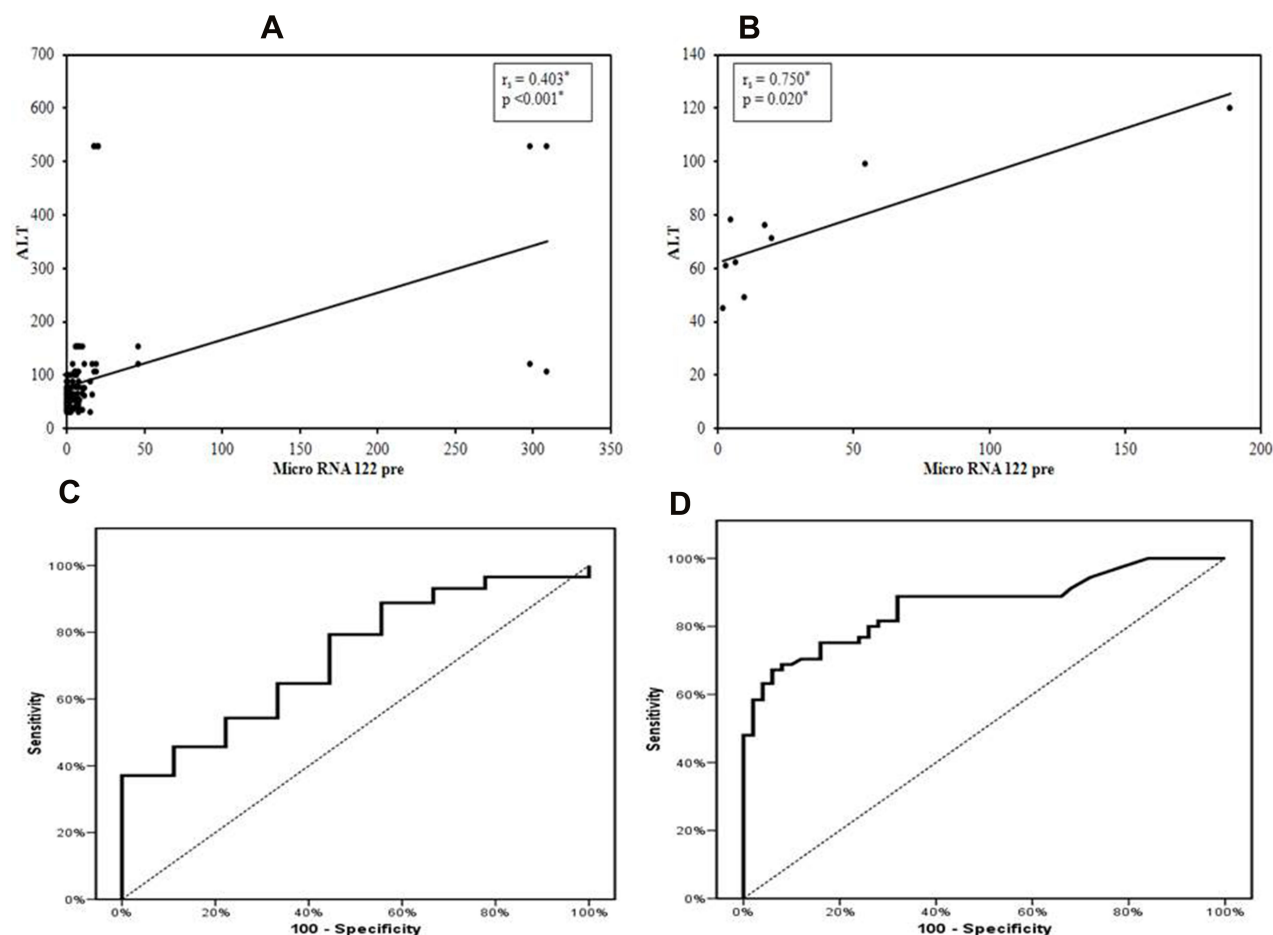 A
700
600
500
400
300
200
100
0
ALT
r_s = 0.403*
p <0.001*
0 50 100 150 200 250 300 350
Micro RNA 122 pre
B
140
120
100
80
60
40
20
0
ALT
r_s = 0.750*
p = 0.020*
0 50 100 150 200
Micro RNA 122 pre
C
100%
80%
60%
40%
20%
0%
Sensitivity
0% 20% 40% 60% 80% 100%
100 - Specificity
D
100%
80%
60%
40%
20%
0%
Sensitivity
0% 20% 40% 60% 80% 100%
100 - Specificity